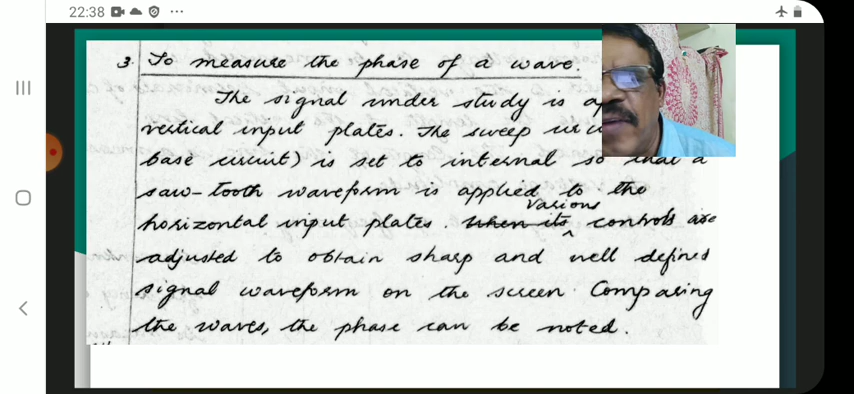 22:38
3. To measure the phase of a wave.
The signal under study is ap
vertical input plates. The sweep
base circuit) is set to internal so that a
saw-tooth waveform is applied to the
various
horizontal input plates. when its controls are
adjusted to obtain sharp and well defined
signal waveform on the screen. Comparing
the waves, the phase can be noted.